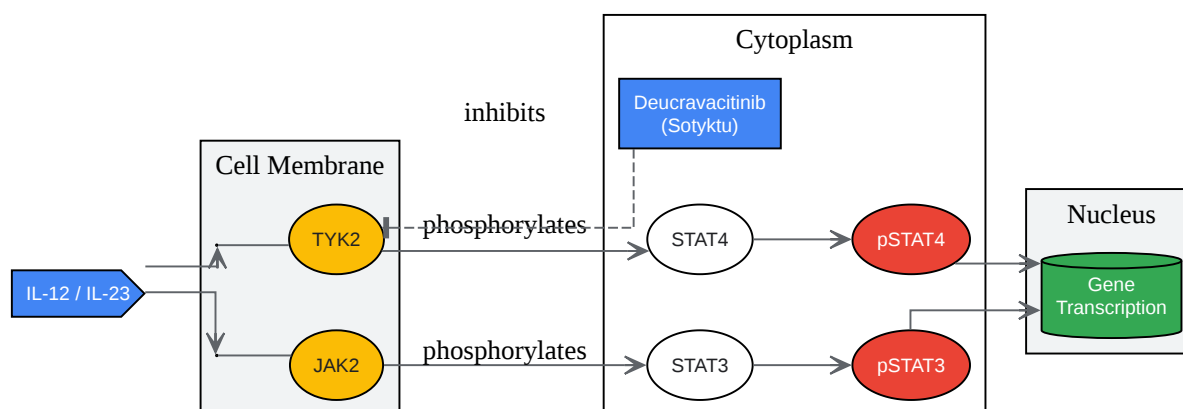 Cytoplasm
Deucravacitinib
(Sotyktu)
inhibits
Cell Membrane
Nucleus
TYK2
phosphorylates
STAT4
pSTAT4
IL-12 / IL-23
Gene
Transcription
JAK2
phosphorylates
STAT3
pSTAT3